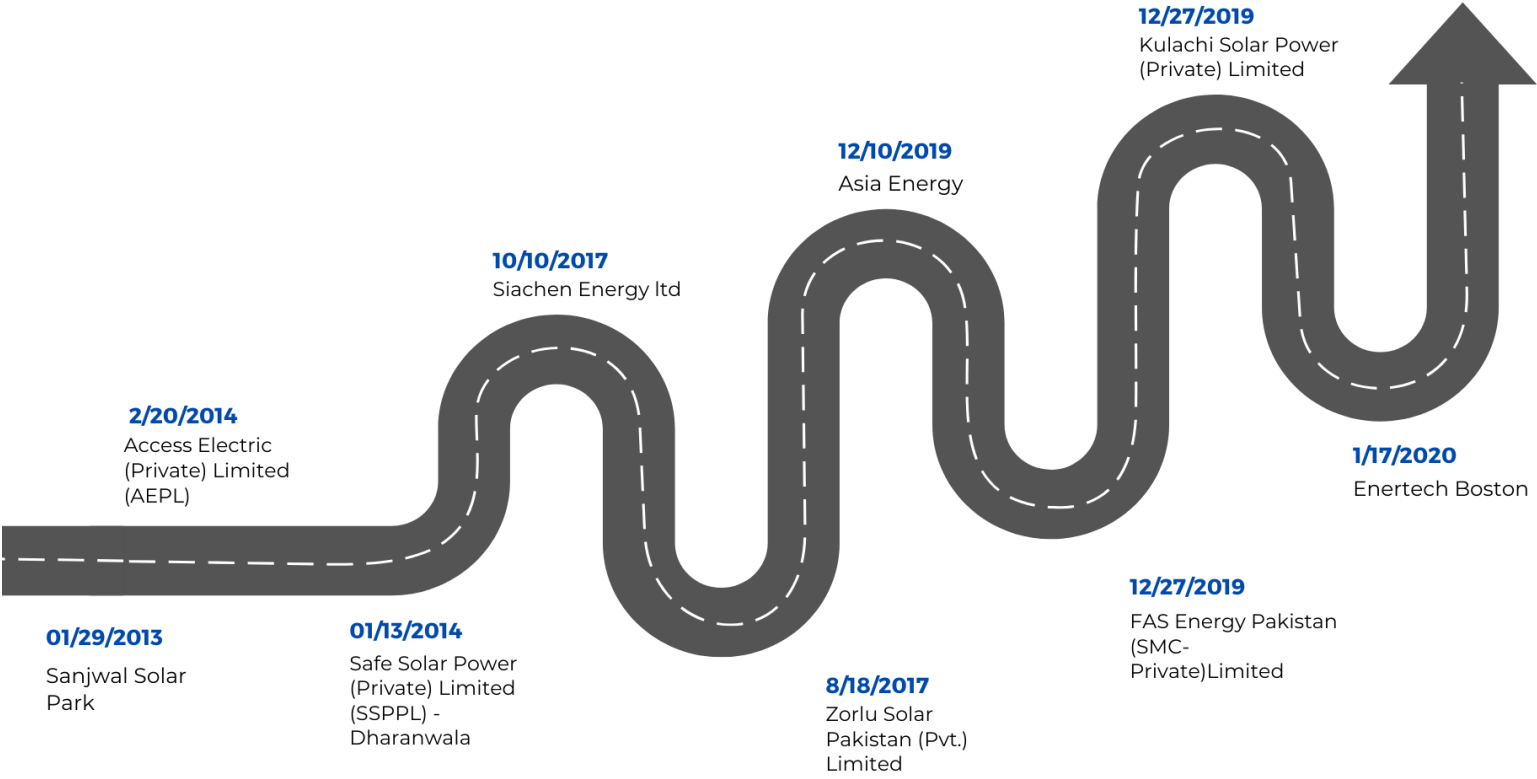 12/27/2019
Kulachi Solar Power
(Private) Limited
12/10/2019
Asia Energy
10/10/2017
Siachen Energy ltd
2/20/2014
Access Electric
(Private) Limited
(AEPL)
1/17/2020
Enertech Boston
12/27/2019
FAS Energy Pakistan
(SMC-
Private)Limited
01/29/2013
Sanjwal Solar
Park
01/13/2014
Safe Solar Power
(Private) Limited
(SSPPL) -
Dharanwala
8/18/2017
Zorlu Solar
Pakistan (Pvt.)
Limited